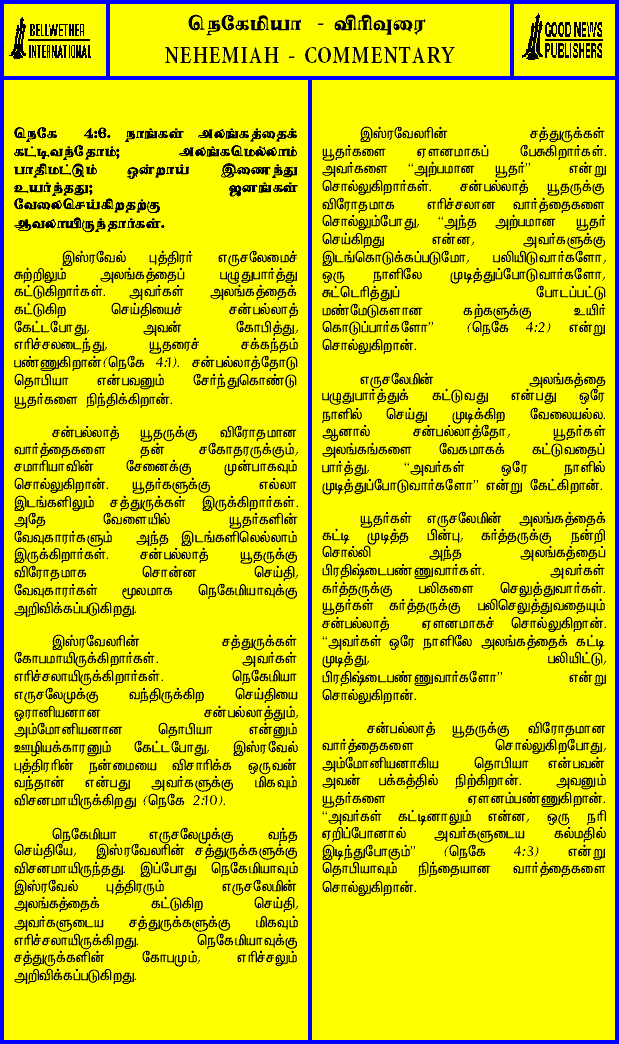 BELLWETHER
INTERNATIONAL
நெகேமியா - விரிவுரை
NEHEMIAH - COMMENTARY
GOOD NEWS
PUBLISHERS
நெகே 4:6. நாங்கள் அலங்கத்தைக்
கட்டிவந்தோம்; அலங்கமெல்லாம்
பாதிமட்டும் ஒன்றாய் இணைந்து
உயர்ந்தது; ஜனங்கள்
வேலைசெய்கிறதற்கு
ஆவலாயிருந்தார்கள்.
இஸ்ரவேல் புத்திரர் எருசலேமைச்
சுற்றிலும் அலங்கத்தைப் பழுதுபார்த்து
கட்டுகிறார்கள். அவர்கள் அலங்கத்தைக்
கட்டுகிற செய்தியைச் சன்பல்லாத்
கேட்டபோது, அவன் கோபித்து,
எரிச்சலடைந்து, யூதரைச் சக்கந்தம்
பண்ணுகிறான்(நெகே 4:1). சன்பல்லாத்தோடு
தொபியா என்பவனும் சேர்ந்துகொண்டு
யூதர்களை நிந்திக்கிறான்.
சன்பல்லாத் யூதருக்கு விரோதமான
வார்த்தைகளை தன் சகோதரருக்கும்,
சமாரியாவின் சேனைக்கு முன்பாகவும்
சொல்லுகிறான். யூதர்களுக்கு எல்லா
இடங்களிலும் சத்துருக்கள் இருக்கிறார்கள்.
அதே வேளையில் யூதர்களின்
வேவுகாரர்களும் அந்த இடங்களிலெல்லாம்
இருக்கிறார்கள். சன்பல்லாத் யூதருக்கு
விரோதமாக சொன்ன செய்தி,
வேவுகாரர்கள் மூலமாக நெகேமியாவுக்கு
அறிவிக்கப்படுகிறது.
இஸ்ரவேலரின் சத்துருக்கள்
கோபமாயிருக்கிறார்கள். அவர்கள்
எரிச்சலாயிருக்கிறார்கள். நெகேமியா
எருசலேமுக்கு வந்திருக்கிற செய்தியை
ஓரானியனான சன்பல்லாத்தும்,
அம்மோனியனான தொபியா என்னும்
ஊழியக்காரனும் கேட்டபோது, இஸ்ரவேல்
புத்திரரின் நன்மையை விசாரிக்க ஒருவன்
வந்தான் என்பது அவர்களுக்கு மிகவும்
விசனமாயிருக்கிறது (நெகே 2:10).
நெகேமியா எருசலேமுக்கு வந்த
செய்தியே, இஸ்ரவேலரின் சத்துருக்களுக்கு
விசனமாயிருந்தது. இப்போது நெகேமியாவும்
இஸ்ரவேல் புத்திரரும் எருசலேமின்
அலங்கத்தைக் கட்டுகிற செய்தி,
அவர்களுடைய சத்துருக்களுக்கு மிகவும்
எரிச்சலாயிருக்கிறது. நெகேமியாவுக்கு
சத்துருக்களின் கோபமும், எரிச்சலும்
அறிவிக்கப்படுகிறது.
இஸ்ரவேலரின் சத்துருக்கள்
யூதர்களை ஏளனமாகப் பேசுகிறார்கள்.
அவர்களை “அற்பமான யூதர்” என்று
சொல்லுகிறார்கள். சன்பல்லாத் யூதருக்கு
விரோதமாக எரிச்சலான வார்த்தைகளை
சொல்லும்போது, “அந்த அற்பமான யூதர்
செய்கிறது என்ன, அவர்களுக்கு
இடங்கொடுக்கப்படுமோ, பலியிடுவார்களோ,
ஒரு நாளிலே முடித்துப்போடுவார்களோ,
சுட்டெரித்துப் போடப்பட்டு
மண்மேடுகளான கற்களுக்கு உயிர்
கொடுப்பார்களோ” (நெகே 4:2) என்று
சொல்லுகிறான்.
எருசலேமின் அலங்கத்தை
பழுதுபார்த்துக் கட்டுவது என்பது ஒரே
நாளில் செய்து முடிக்கிற வேலையல்ல.
ஆனால் சன்பல்லாத்தோ, யூதர்கள்
அலங்கங்களை வேகமாகக் கட்டுவதைப்
பார்த்து, “அவர்கள் ஒரே நாளில்
முடித்துப்போடுவார்களோ” என்று கேட்கிறான்.
யூதர்கள் எருசலேமின் அலங்கத்தைக்
கட்டி முடித்த பின்பு, கர்த்தருக்கு நன்றி
சொல்லி அந்த அலங்கத்தைப்
பிரதிஷ்டைபண்ணுவார்கள். அவர்கள்
கர்த்தருக்கு பலிகளை செலுத்துவார்கள்.
யூதர்கள் கர்த்தருக்கு பலிசெலுத்துவதையும்
சன்பல்லாத் ஏளனமாகச் சொல்லுகிறான்.
“அவர்கள் ஒரே நாளிலே அலங்கத்தைக் கட்டி
முடித்து, பலியிட்டு,
பிரதிஷ்டைபண்ணுவார்களோ” என்று
சொல்லுகிறான்.
சன்பல்லாத் யூதருக்கு விரோதமான
வார்த்தைகளை சொல்லுகிறபோது,
அம்மோனியனாகிய தொபியா என்பவன்
அவன் பக்கத்தில் நிற்கிறான். அவனும்
யூதர்களை ஏளனம்பண்ணுகிறான்.
“அவர்கள் கட்டினாலும் என்ன, ஒரு நரி
ஏறிப்போனால் அவர்களுடைய கல்மதில்
இடிந்துபோகும்” (நெகே 4:3) என்று
தொபியாவும் நிந்தையான வார்த்தைகளை
சொல்லுகிறான்.